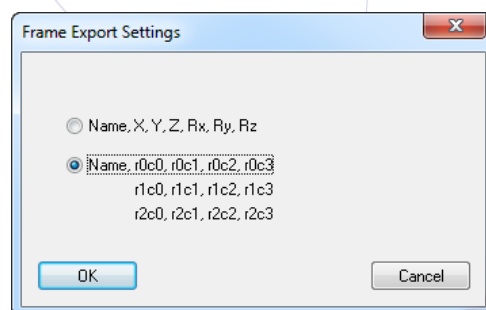 Frame Export Settings
Name, X, Y, Z, Rx, Ry, Rz
Name, r0c0, r0c1, r0c2, r0c3
r1c0, r1c1, r1c2, r1c3
r2c0, r2c1, r2c2, r2c3
OK Cancel